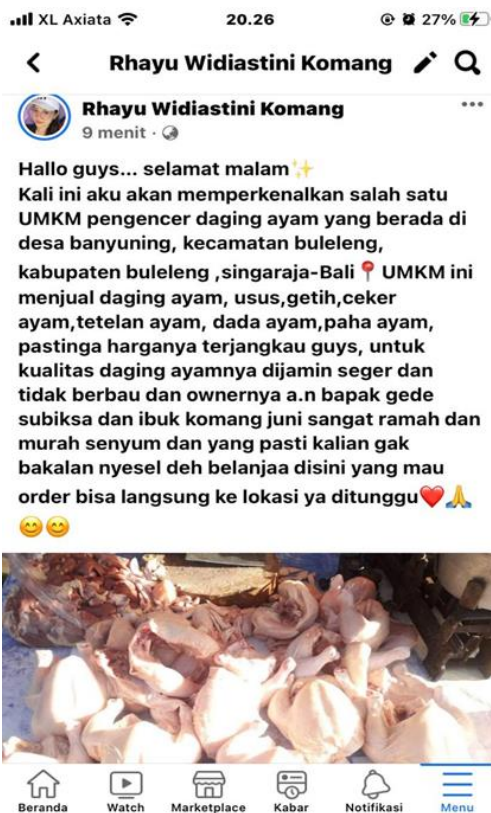 XL Axiata 20.26 27%
Rhayu Widiastini Komang
Rhayu Widiastini Komang
9 menit ·
Hallo guys... selamat malam✨
Kali ini aku akan memperkenalkan salah satu
UMKM pengencer daging ayam yang berada di
desa banyuning, kecamatan buleleng,
kabupaten buleleng ,singaraja-Bali📍 UMKM ini
menjual daging ayam, usus,getih,ceker
ayam,tetelan ayam, dada ayam,paha ayam,
pastinga harganya terjangkau guys, untuk
kualitas daging ayamnya dijamin seger dan
tidak berbau dan ownernya a.n bapak gede
subiksa dan ibuk komang juni sangat ramah dan
murah senyum dan yang pasti kalian gak
bakalan nyesel deh belanjaa disini yang mau
order bisa langsung ke lokasi ya ditunggu❤️🙏
😊😊
Beranda Watch Marketplace Kabar Notifikasi Menu